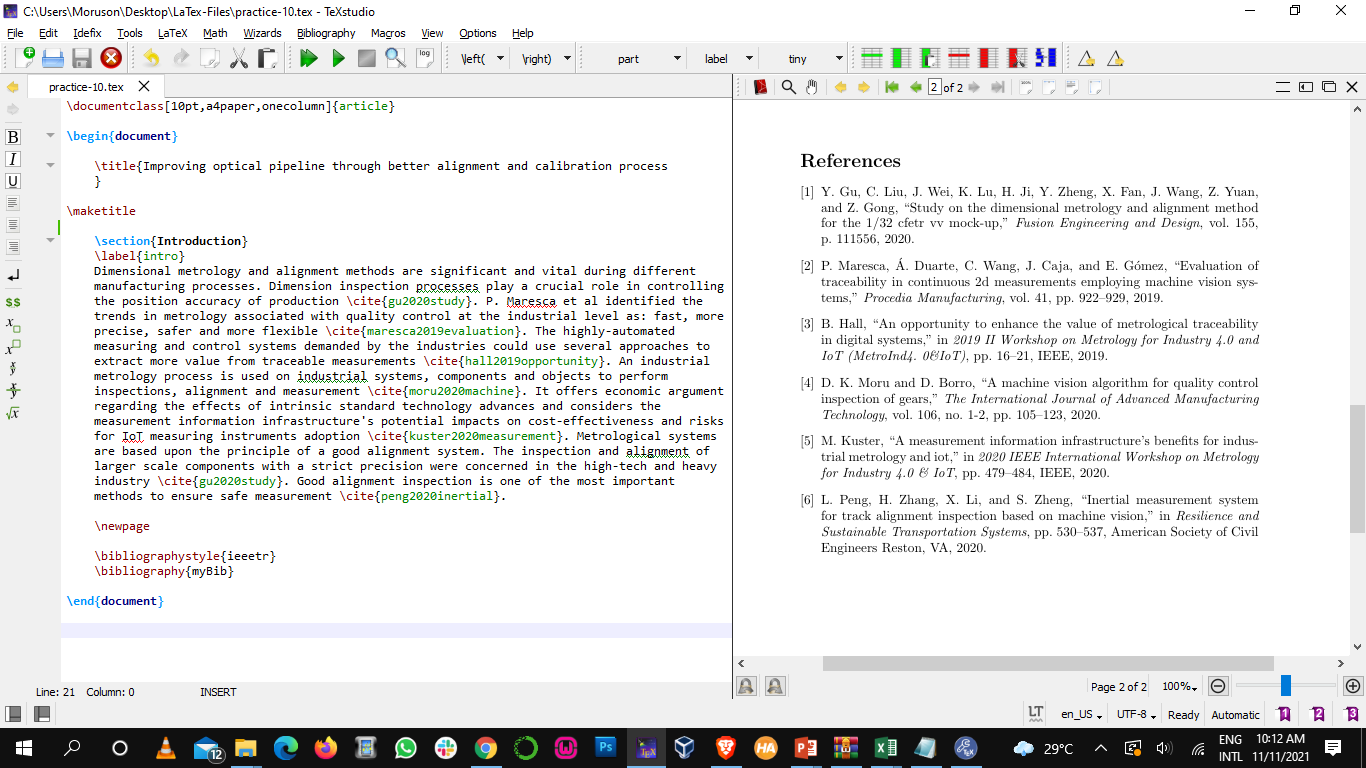 C:\Users\Moruson\Desktop\LaTex-Files\practice-10.tex - TeXstudio
File Edit Idefix Tools LaTeX Math Wizards Bibliography Macros View Options Help
log \left( \right) part label tiny
practice-10.tex
2 of 2
\documentclass[10pt,a4paper,onecolumn]{article}
\begin{document}
\title{Improving optical pipeline through better alignment and calibration process
}
\maketitle
\section{Introduction}
\label{intro}
Dimensional metrology and alignment methods are significant and vital during different
manufacturing processes. Dimension inspection processes play a crucial role in controlling
the position accuracy of production \cite{gu2020study}. P. Maresca et al identified the
trends in metrology associated with quality control at the industrial level as: fast, more
precise, safer and more flexible \cite{maresca2019evaluation}. The highly-automated
measuring and control systems demanded by the industries could use several approaches to
extract more value from traceable measurements \cite{hall2019opportunity}. An industrial
metrology process is used on industrial systems, components and objects to perform
inspections, alignment and measurement \cite{moru2020machine}. It offers economic argument
regarding the effects of intrinsic standard technology advances and considers the
measurement information infrastructure's potential impacts on cost-effectiveness and risks
for IoT measuring instruments adoption \cite{kuster2020measurement}. Metrological systems
are based upon the principle of a good alignment system. The inspection and alignment of
larger scale components with a strict precision were concerned in the high-tech and heavy
industry \cite{gu2020study}. Good alignment inspection is one of the most important
methods to ensure safe measurement \cite{peng2020inertial}.
\newpage
\bibliographystyle{ieeetr}
\bibliography{myBib}
\end{document}
B
I
U
$$
References
[1] Y. Gu, C. Liu, J. Wei, K. Lu, H. Ji, Y. Zheng, X. Fan, J. Wang, Z. Yuan,
and Z. Gong, “Study on the dimensional metrology and alignment method
for the 1/32 cfetr vv mock-up,” Fusion Engineering and Design, vol. 155,
p. 111556, 2020.
[2] P. Maresca, Á. Duarte, C. Wang, J. Caja, and E. Gómez, “Evaluation of
traceability in continuous 2d measurements employing machine vision sys-
tems,” Procedia Manufacturing, vol. 41, pp. 922–929, 2019.
[3] B. Hall, “An opportunity to enhance the value of metrological traceability
in digital systems,” in 2019 II Workshop on Metrology for Industry 4.0 and
IoT (MetroInd4. 0&IoT), pp. 16–21, IEEE, 2019.
[4] D. K. Moru and D. Borro, “A machine vision algorithm for quality control
inspection of gears,” The International Journal of Advanced Manufacturing
Technology, vol. 106, no. 1-2, pp. 105–123, 2020.
[5] M. Kuster, “A measurement information infrastructure’s benefits for indus-
trial metrology and iot,” in 2020 IEEE International Workshop on Metrology
for Industry 4.0 & IoT, pp. 479–484, IEEE, 2020.
[6] L. Peng, H. Zhang, X. Li, and S. Zheng, “Inertial measurement system
for track alignment inspection based on machine vision,” in Resilience and
Sustainable Transportation Systems, pp. 530–537, American Society of Civil
Engineers Reston, VA, 2020.
Line: 21 Column: 0 INSERT
Page 2 of 2 100%
LT en_US UTF-8 Ready Automatic 1 2 3
12 Ps HA 29°C ENG 10:12 AM
INTL 11/11/2021